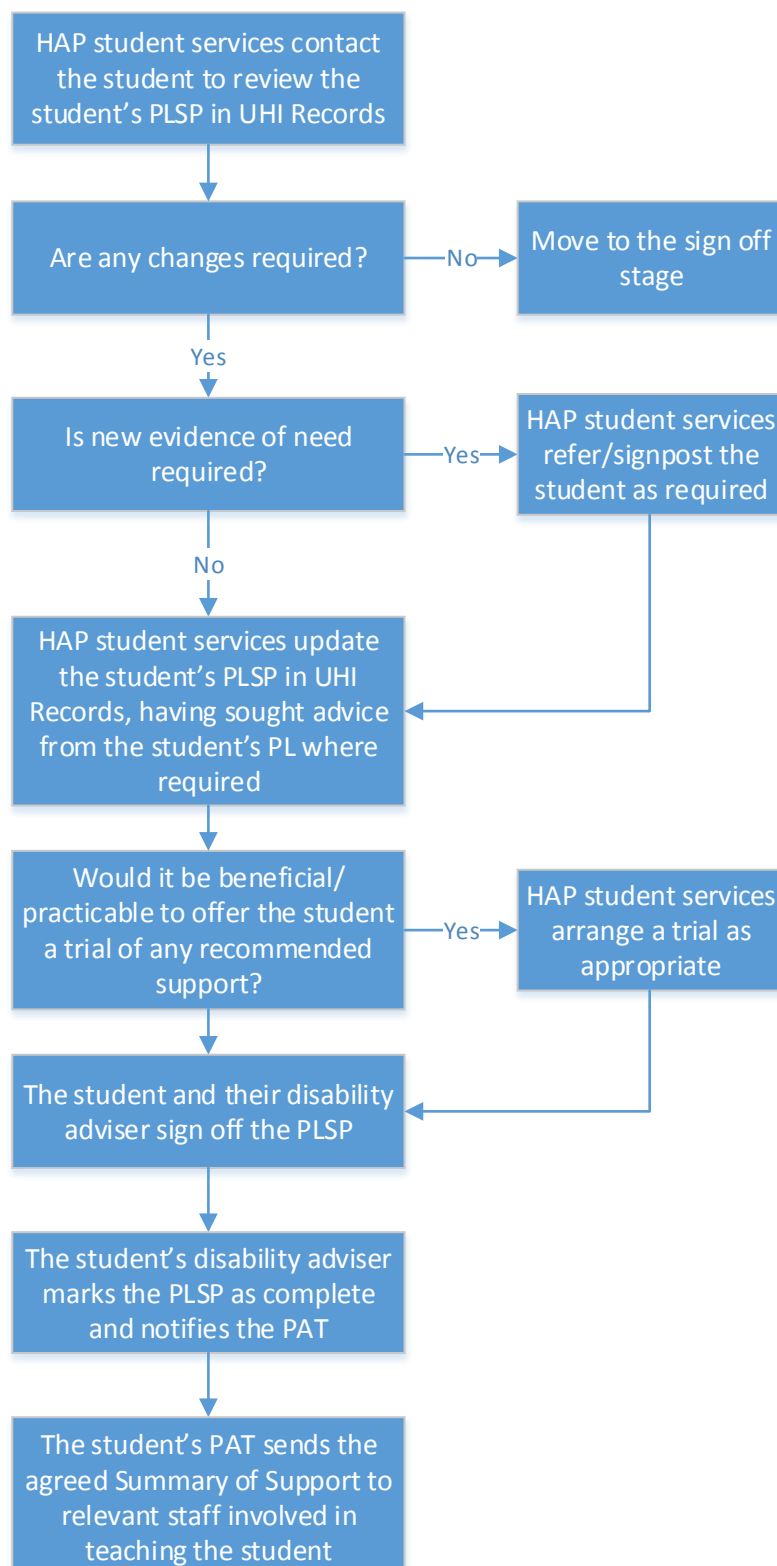 HAP student services contact
the student to review the
student's PLSP in UHI Records
Are any changes required?
No
Move to the sign off
stage
Yes
Is new evidence of need
required?
Yes
HAP student services
refer/signpost the
student as required
No
HAP student services update
the student's PLSP in UHI
Records, having sought advice
from the student's PL where
required
Would it be beneficial/
practicable to offer the student
a trial of any recommended
support?
Yes
HAP student services
arrange a trial as
appropriate
The student and their disability
adviser sign off the PLSP
The student's disability adviser
marks the PLSP as complete
and notifies the PAT
The student's PAT sends the
agreed Summary of Support to
relevant staff involved in
teaching the student